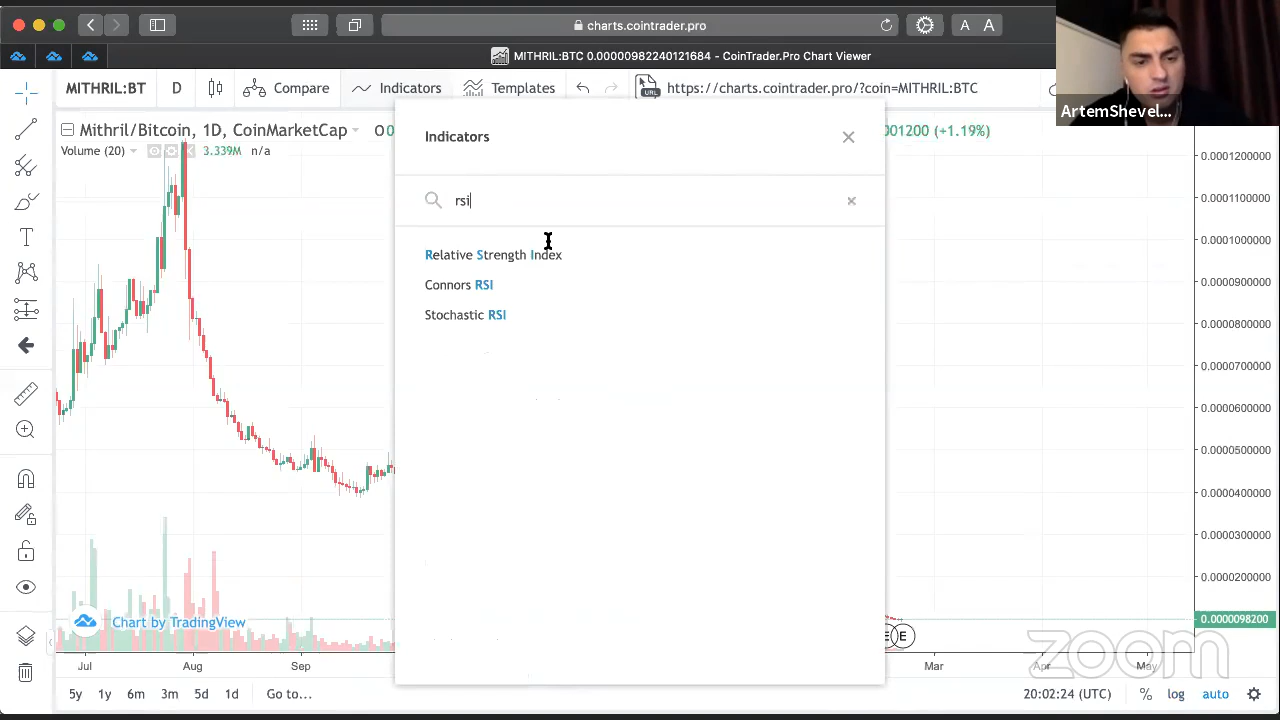 charts.cointrader.pro
A A
MITHRIL:BTC 0.00000982240121684 - CoinTrader.Pro Chart Viewer
ArtemShevel...
MITHRIL:BT
D
Compare
Indicators
Templates
URL
https://charts.cointrader.pro/?coin=MITHRIL:BTC
Mithril/Bitcoin, 1D, CoinMarketCap
001200 (+1.19%)
Volume (20)
3.339M n/a
Indicators
rsi
Relative Strength Index
Connors RSI
Stochastic RSI
0.0001200000
0.0001100000
0.0001000000
0.0000900000
0.0000800000
0.0000700000
0.0000600000
0.0000500000
0.0000400000
0.0000300000
0.0000200000
0.0000098200
Chart by TradingView
E
zoom
Jul
Aug
Sep
Mar
Apr
May
5y 1y 6m 3m 5d 1d Go to...
20:02:24 (UTC) % log auto